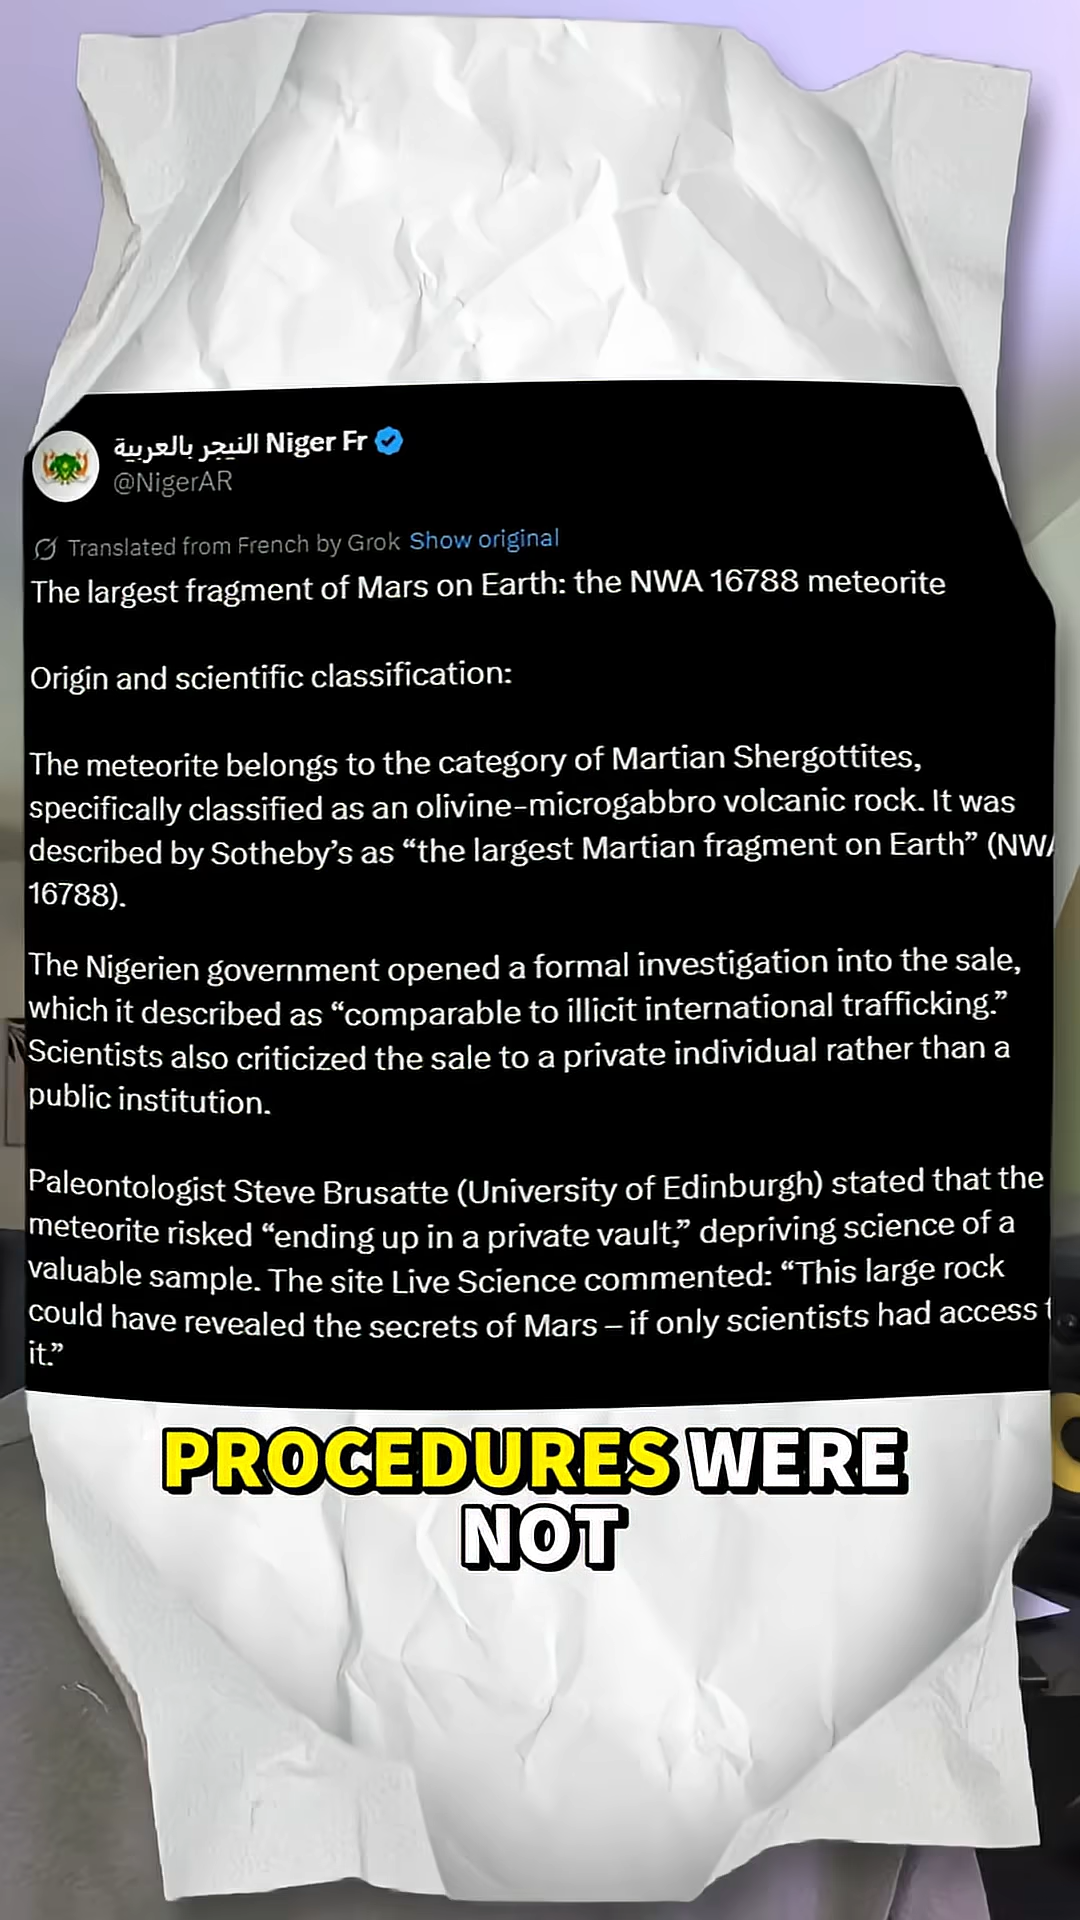 النيجر بالعربية Niger Fr
@NigerAR
Translated from French by Grok Show original
The largest fragment of Mars on Earth: the NWA 16788 meteorite
Origin and scientific classification:
The meteorite belongs to the category of Martian Shergottites,
specifically classified as an olivine-microgabbro volcanic rock. It was
described by Sotheby's as “the largest Martian fragment on Earth” (NWA
16788).
The Nigerien government opened a formal investigation into the sale,
which it described as “comparable to illicit international trafficking.”
Scientists also criticized the sale to a private individual rather than a
public institution.
Paleontologist Steve Brusatte (University of Edinburgh) stated that the
meteorite risked “ending up in a private vault,” depriving science of a
valuable sample. The site Live Science commented: “This large rock
could have revealed the secrets of Mars – if only scientists had access
it.”
PROCEDURES WERE
NOT